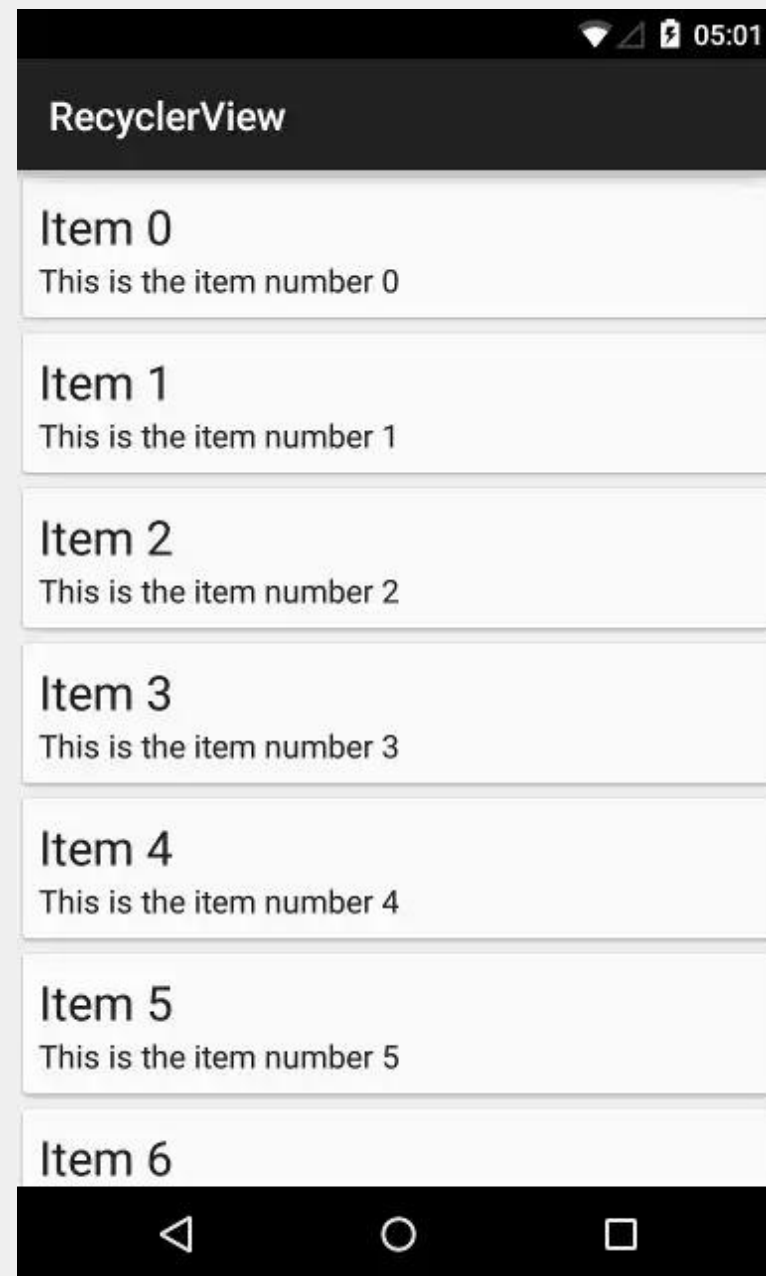 05:01
RecyclerView
Item 0
This is the item number 0
Item 1
This is the item number 1
Item 2
This is the item number 2
Item 3
This is the item number 3
Item 4
This is the item number 4
Item 5
This is the item number 5
Item 6